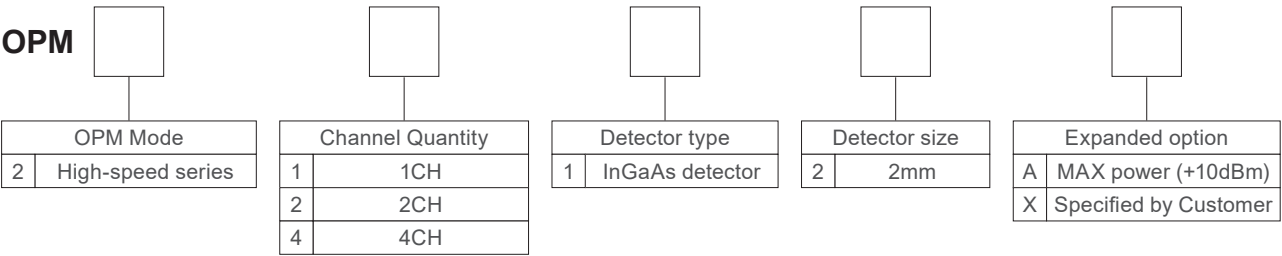 OPM
OPM Mode Channel Quantity Detector type Detector size Expanded option
2 High-speed series 1 1CH 1 InGaAs detector 2 2mm A MAX power (+10dBm)
2 2CH X Specified by Customer
4 4CH